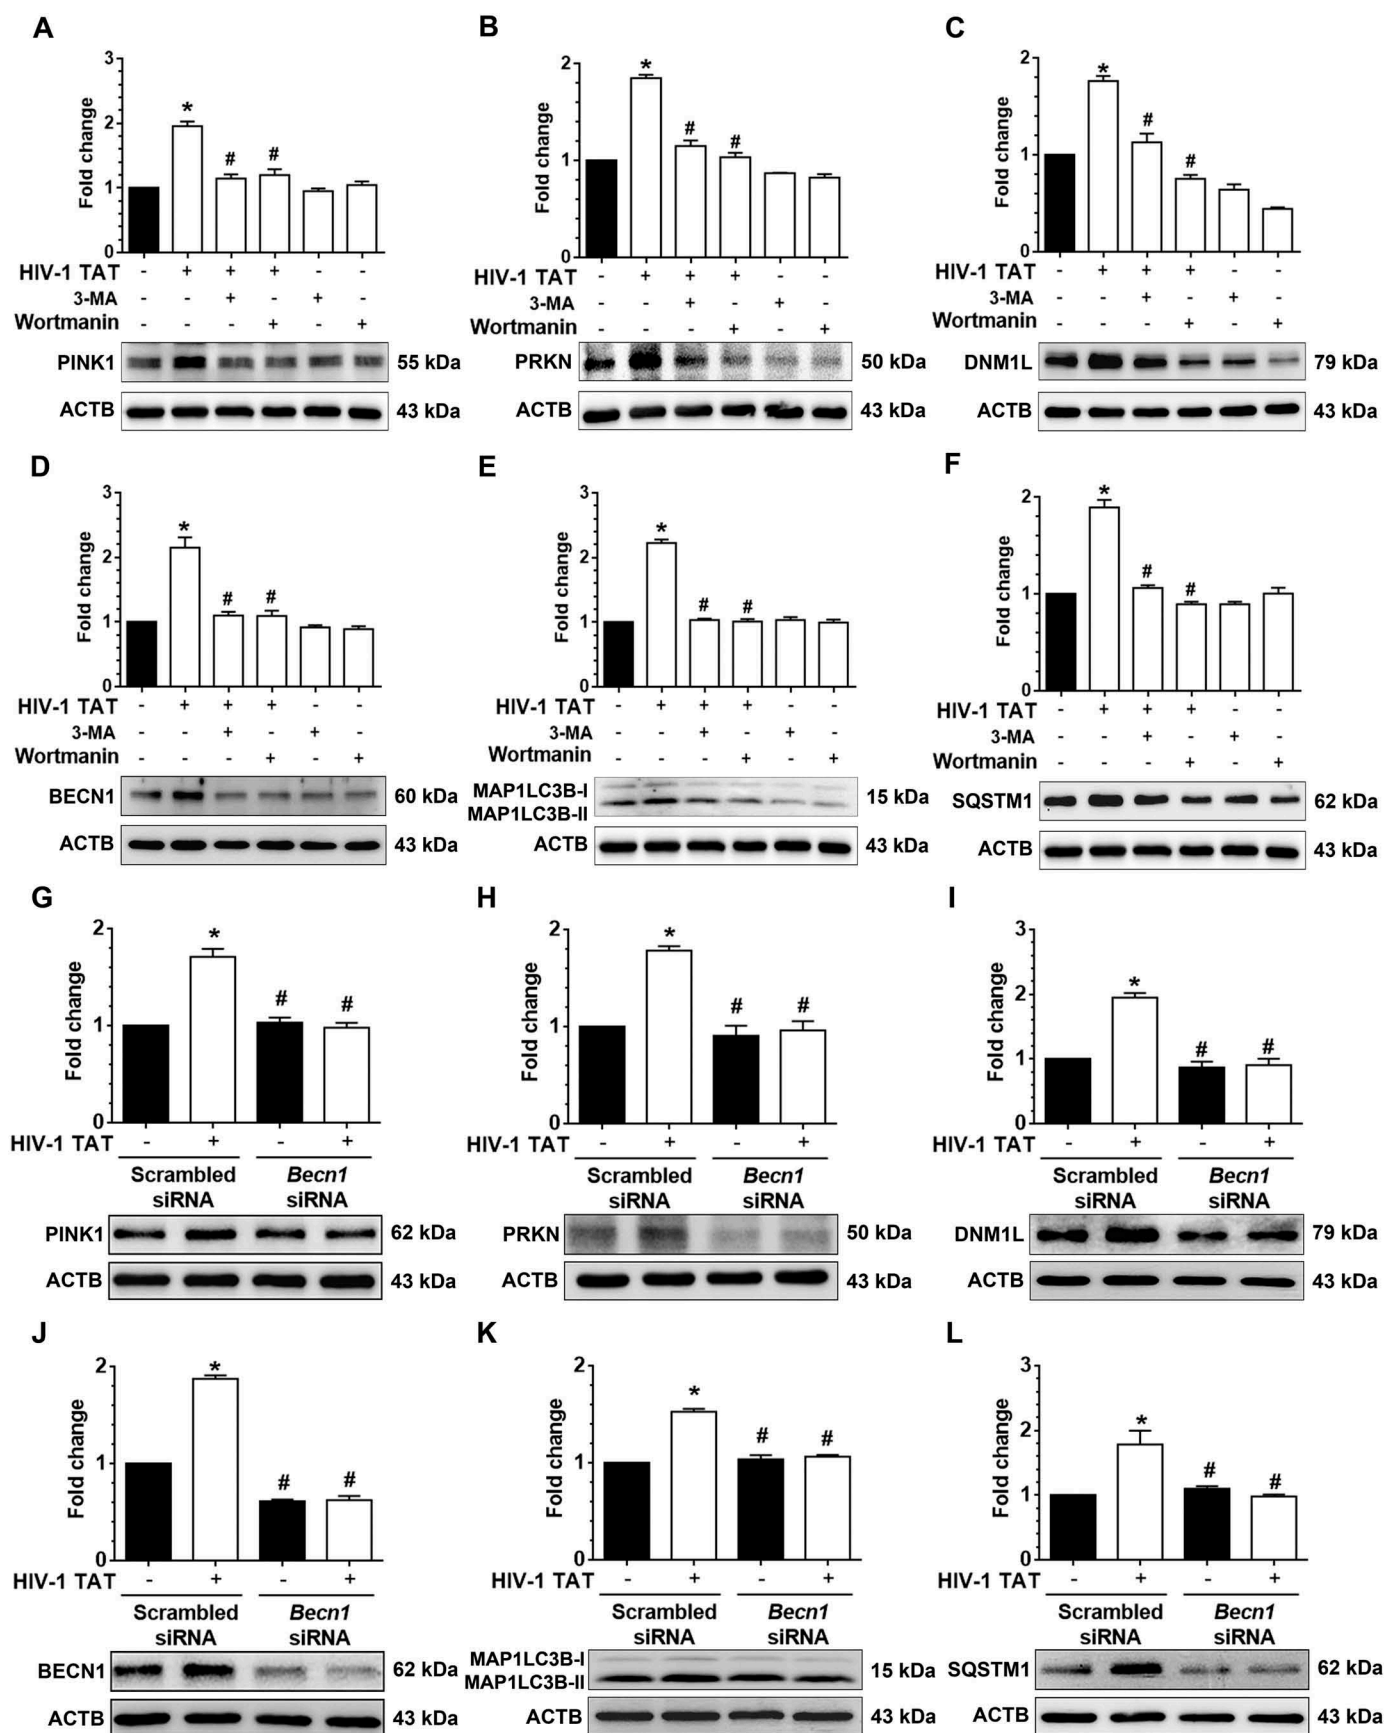 A
3
2
1
0
Fold change
*
#
#
HIV-1 TAT - + + + - -
3-MA - - + - + -
Wortmanin - - - + - +
PINK1 55 kDa
ACTB 43 kDa
B
2
1
0
Fold change
*
#
#
HIV-1 TAT - + + + - -
3-MA - - + - + -
Wortmanin - - - + - +
PRKN 50 kDa
ACTB 43 kDa
C
2
1
0
Fold change
*
#
#
HIV-1 TAT - + + + - -
3-MA - - + - + -
Wortmanin - - - + - +
DNM1L 79 kDa
ACTB 43 kDa
D
3
2
1
0
Fold change
*
#
#
HIV-1 TAT - + + + - -
3-MA - - + - + -
Wortmanin - - - + - +
BECN1 60 kDa
ACTB 43 kDa
E
3
2
1
0
Fold change
*
#
#
HIV-1 TAT - + + + - -
3-MA - - + - + -
Wortmanin - - - + - +
MAP1LC3B-I
MAP1LC3B-II
15 kDa
ACTB 43 kDa
F
2
1
0
Fold change
*
#
#
HIV-1 TAT - + + + - -
3-MA - - + - + -
Wortmanin - - - + - +
SQSTM1 62 kDa
ACTB 43 kDa
G
2
1
0
Fold change
*
#
#
HIV-1 TAT - + - +
Scrambled Becn1
siRNA siRNA
PINK1 62 kDa
ACTB 43 kDa
H
2
1
0
Fold change
*
#
#
HIV-1 TAT - + - +
Scrambled Becn1
siRNA siRNA
PRKN 50 kDa
ACTB 43 kDa
I
3
2
1
0
Fold change
*
#
#
HIV-1 TAT - + - +
Scrambled Becn1
siRNA siRNA
DNM1L 79 kDa
ACTB 43 kDa
J
2
1
0
Fold change
*
#
#
HIV-1 TAT - + - +
Scrambled Becn1
siRNA siRNA
BECN1 62 kDa
ACTB 43 kDa
K
2
1
0
Fold change
*
#
#
HIV-1 TAT - + - +
Scrambled Becn1
siRNA siRNA
MAP1LC3B-I
MAP1LC3B-II
15 kDa
ACTB 43 kDa
L
3
2
1
0
Fold change
*
#
#
HIV-1 TAT - + - +
Scrambled Becn1
siRNA siRNA
SQSTM1 62 kDa
ACTB 43 kDa